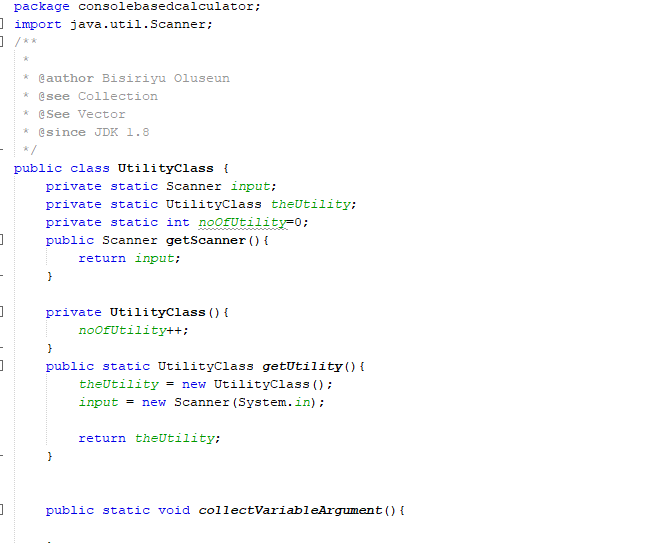 package consolebasedcalculator;
import java.util.Scanner;
/**
 *
 * @author Bisiriyu Oluseun
 * @see Collection
 * @See Vector
 * @since JDK 1.8
 */
public class UtilityClass {
    private static Scanner input;
    private static UtilityClass theUtility;
    private static int noOfUtility=0;
    public Scanner getScanner(){
        return input;
    }
    private UtilityClass(){
        noOfUtility++;
    }
    public static UtilityClass getUtility(){
        theUtility = new UtilityClass();
        input = new Scanner(System.in);
        return theUtility;
    }
    public static void collectVariableArgument(){